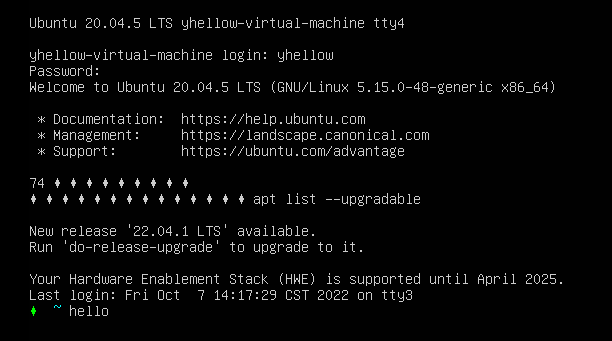 Ubuntu 20.04.5 LTS yhellow-virtual-machine tty4
yhellow-virtual-machine login: yhellow
Password:
Welcome to Ubuntu 20.04.5 LTS (GNU/Linux 5.15.0-48-generic x86_64)
* Documentation:  https://help.ubuntu.com
* Management:     https://landscape.canonical.com
* Support:        https://ubuntu.com/advantage
74 ♦ ♦ ♦ ♦ ♦ ♦ ♦ ♦ ♦
♦ ♦ ♦ ♦ ♦ ♦ ♦ ♦ ♦ ♦ ♦ ♦ ♦ apt list --upgradable
New release '22.04.1 LTS' available.
Run 'do-release-upgrade' to upgrade to it.
Your Hardware Enablement Stack (HWE) is supported until April 2025.
Last login: Fri Oct  7 14:17:29 CST 2022 on tty3
♦  ~ hello